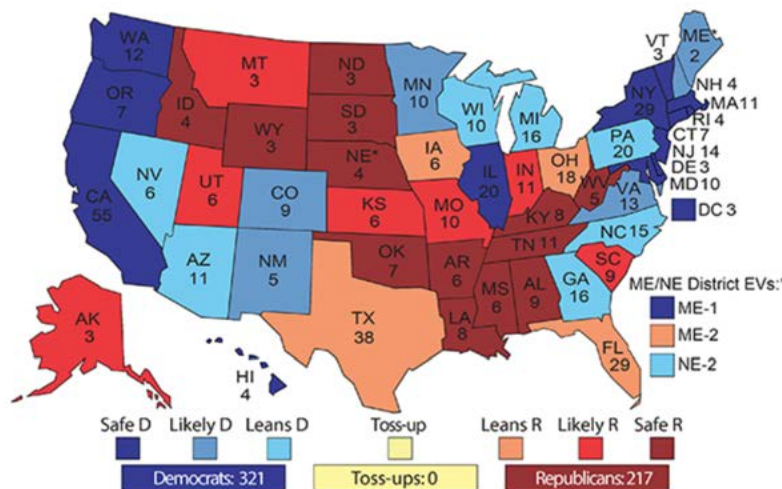 WA
12
OR
7
CA
55
NV
6
ID
4
MT
3
WY
3
UT
6
AZ
11
CO
9
NM
5
ND
3
SD
3
NE*
4
KS
6
OK
7
TX
38
MN
10
IA
6
MO
10
AR
6
LA
8
WI
10
IL
20
MI
16
IN
11
OH
18
KY 8
TN 11
MS
6
AL
9
GA
16
FL
29
SC
9
NC 15
VA
13
WV
5
PA
20
NY
29
VT
3
ME*
2
NH 4
MA 11
RI 4
CT 7
NJ 14
DE 3
MD 10
DC 3
AK
3
HI
4
ME/NE District EVs:*
ME-1
ME-2
NE-2
Safe D
Likely D
Leans D
Toss-up
Leans R
Likely R
Safe R
Democrats: 321
Toss-ups: 0
Republicans: 217